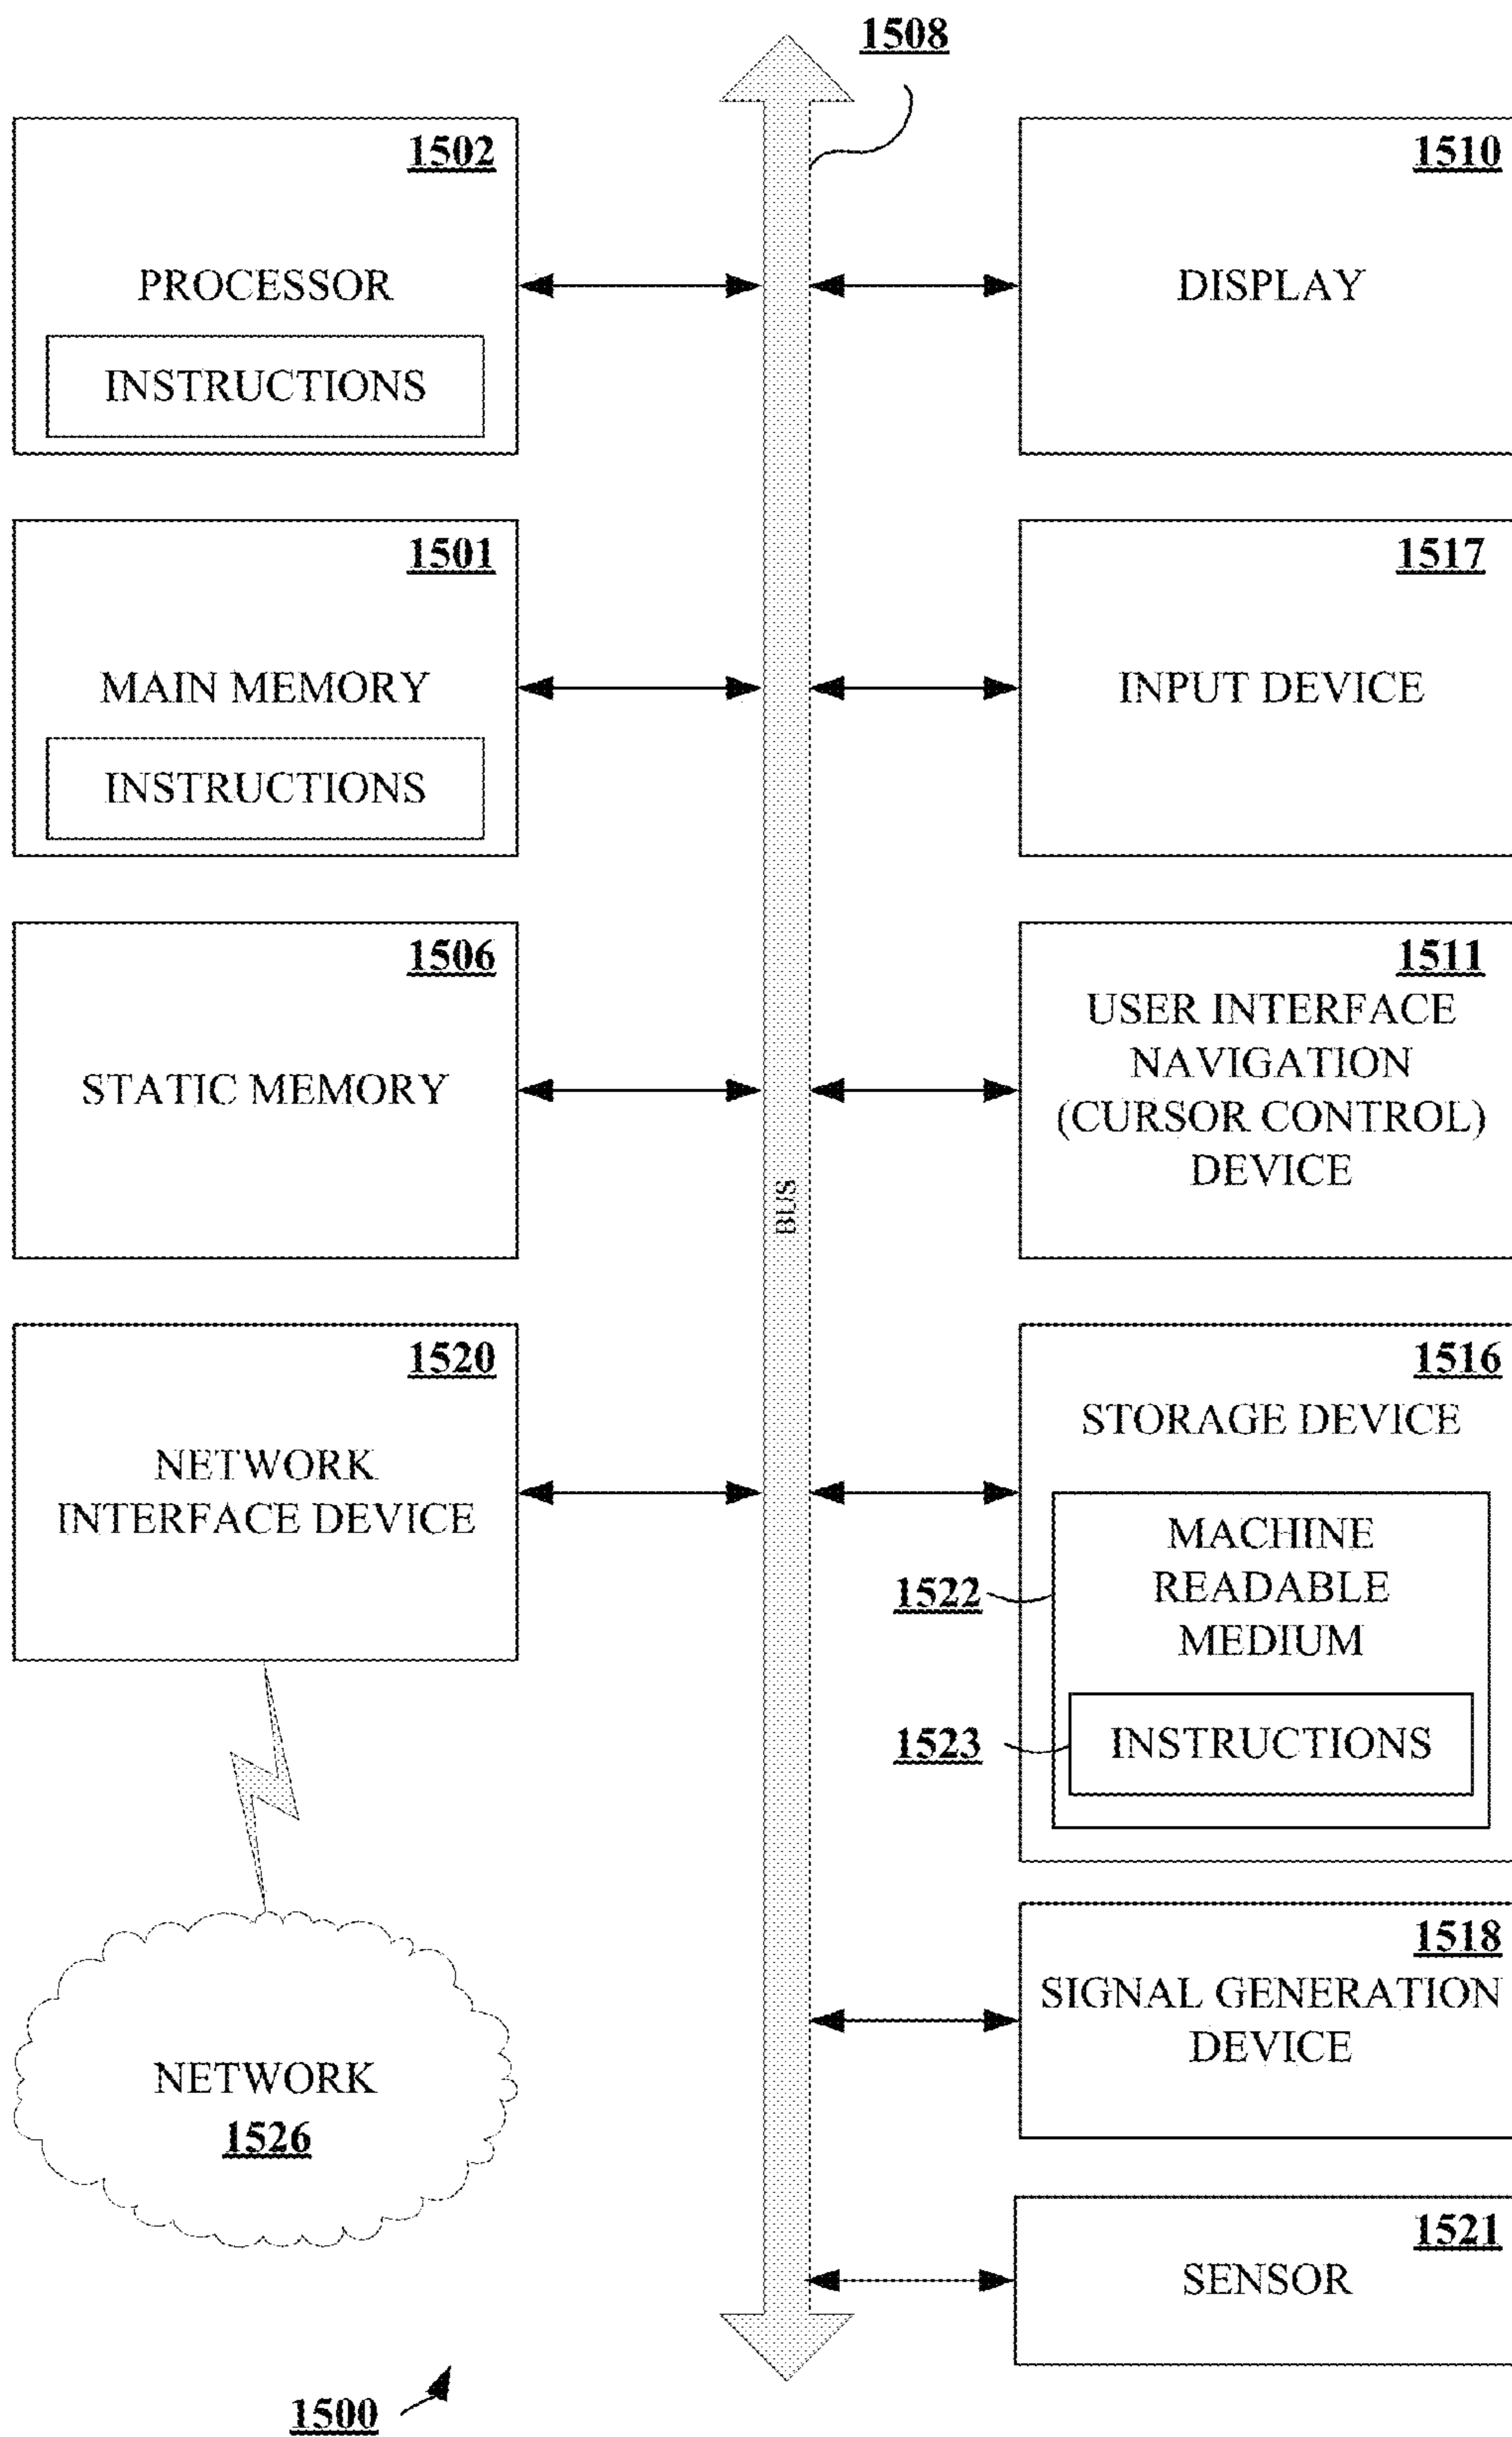 1508
1502
PROCESSOR
INSTRUCTIONS
1510
DISPLAY
1501
MAIN MEMORY
INSTRUCTIONS
1517
INPUT DEVICE
1506
STATIC MEMORY
1511
USER INTERFACE
NAVIGATION
(CURSOR CONTROL)
DEVICE
BUS
1520
NETWORK
INTERFACE DEVICE
1516
STORAGE DEVICE
MACHINE
READABLE
MEDIUM
1522
INSTRUCTIONS
1523
1518
SIGNAL GENERATION
DEVICE
NETWORK
1526
1521
SENSOR
1500